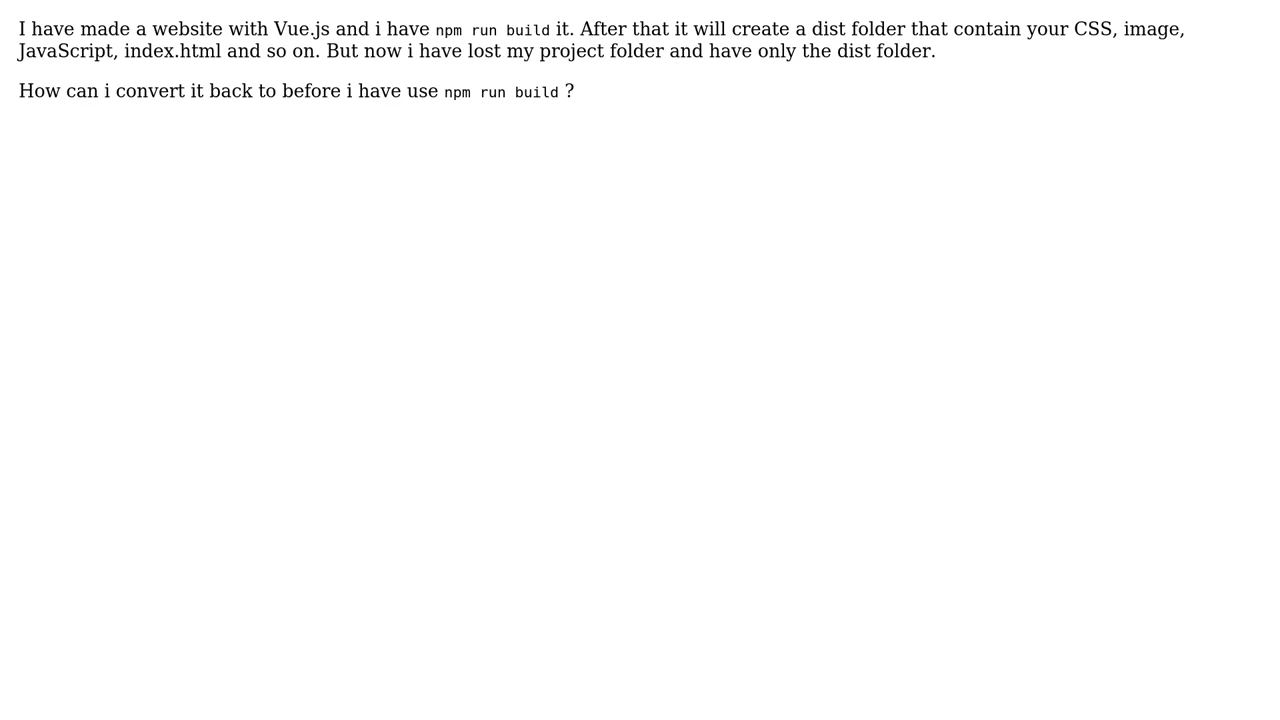 I have made a website with Vue.js and i have npm run build it. After that it will create a dist folder that contain your CSS, image,
JavaScript, index.html and so on. But now i have lost my project folder and have only the dist folder.
How can i convert it back to before i have use npm run build ?